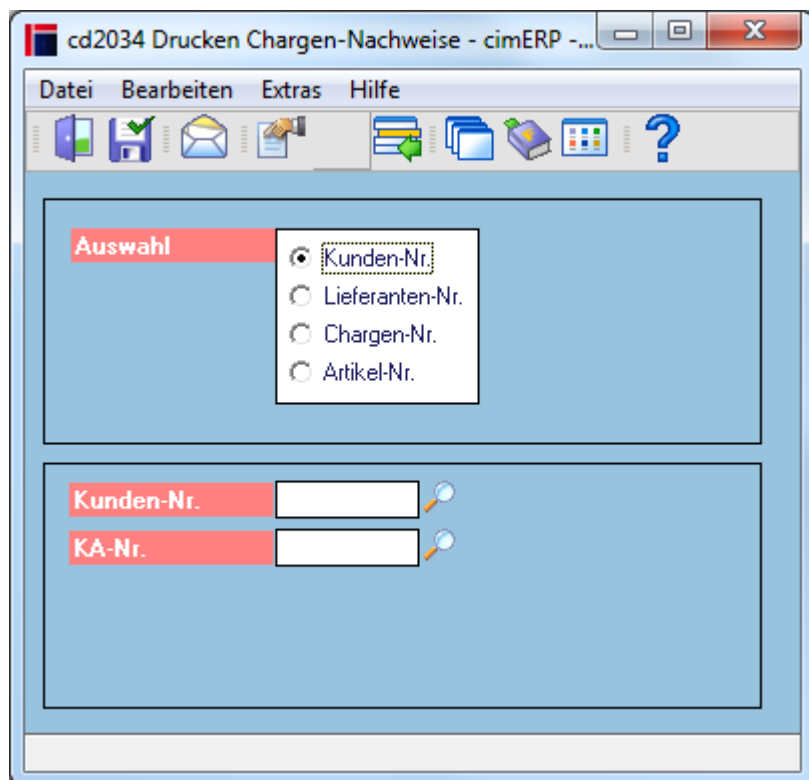 cd2034 Drucken Chargen-Nachweise - cimERP -...
Datei Bearbeiten Extras Hilfe
Auswahl
Kunden-Nr.
Lieferanten-Nr.
Chargen-Nr.
Artikel-Nr.
Kunden-Nr.
KA-Nr.